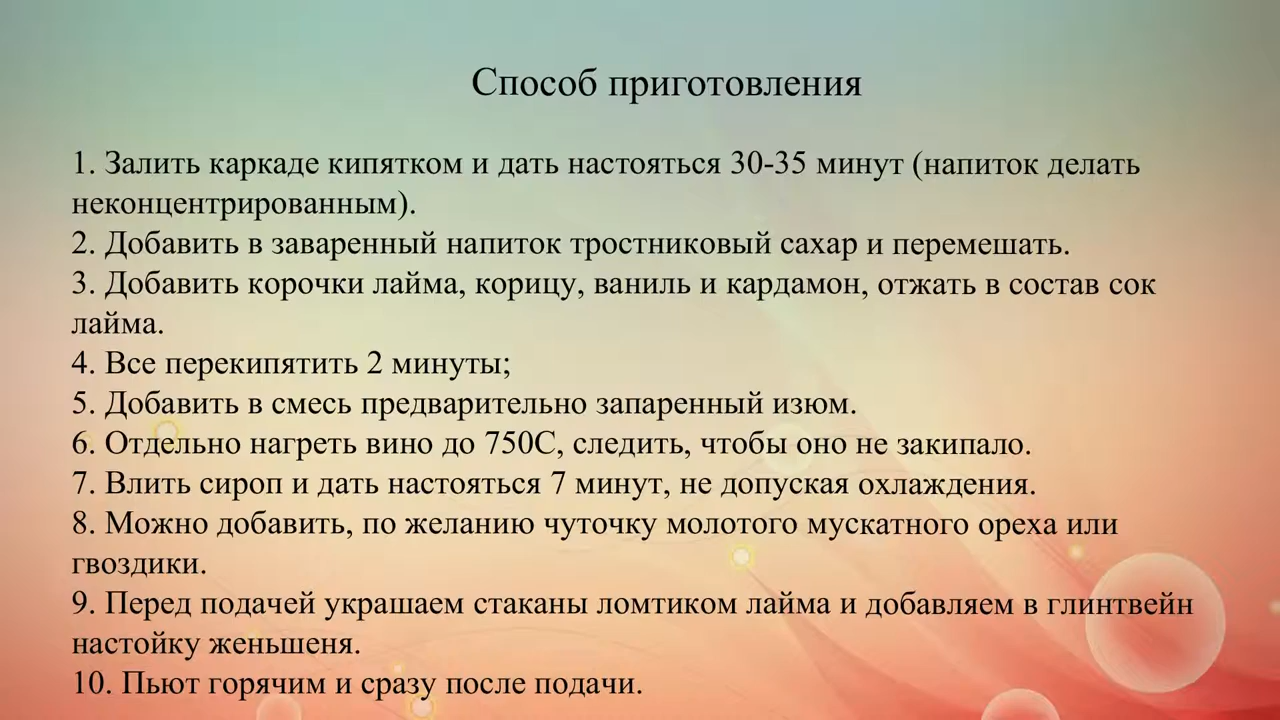 Способ приготовления
1. Залить каркаде кипятком и дать настояться 30-35 минут (напиток делать
неконцентрированным).
2. Добавить в заваренный напиток тростниковый сахар и перемешать.
3. Добавить корочки лайма, корицу, ваниль и кардамон, отжать в состав сок
лайма.
4. Все перекипятить 2 минуты;
5. Добавить в смесь предварительно запаренный изюм.
6. Отдельно нагреть вино до 750С, следить, чтобы оно не закипало.
7. Влить сироп и дать настояться 7 минут, не допуская охлаждения.
8. Можно добавить, по желанию чуточку молотого мускатного ореха или
гвоздики.
9. Перед подачей украшаем стаканы ломтиком лайма и добавляем в глинтвейн
настойку женьшеня.
10. Пьют горячим и сразу после подачи.